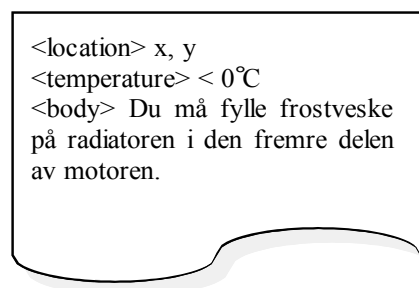 <location> x, y
<temperature> < 0°C
<body> Du må fylle frostveske
på radiatoren i den fremre delen
av motoren.